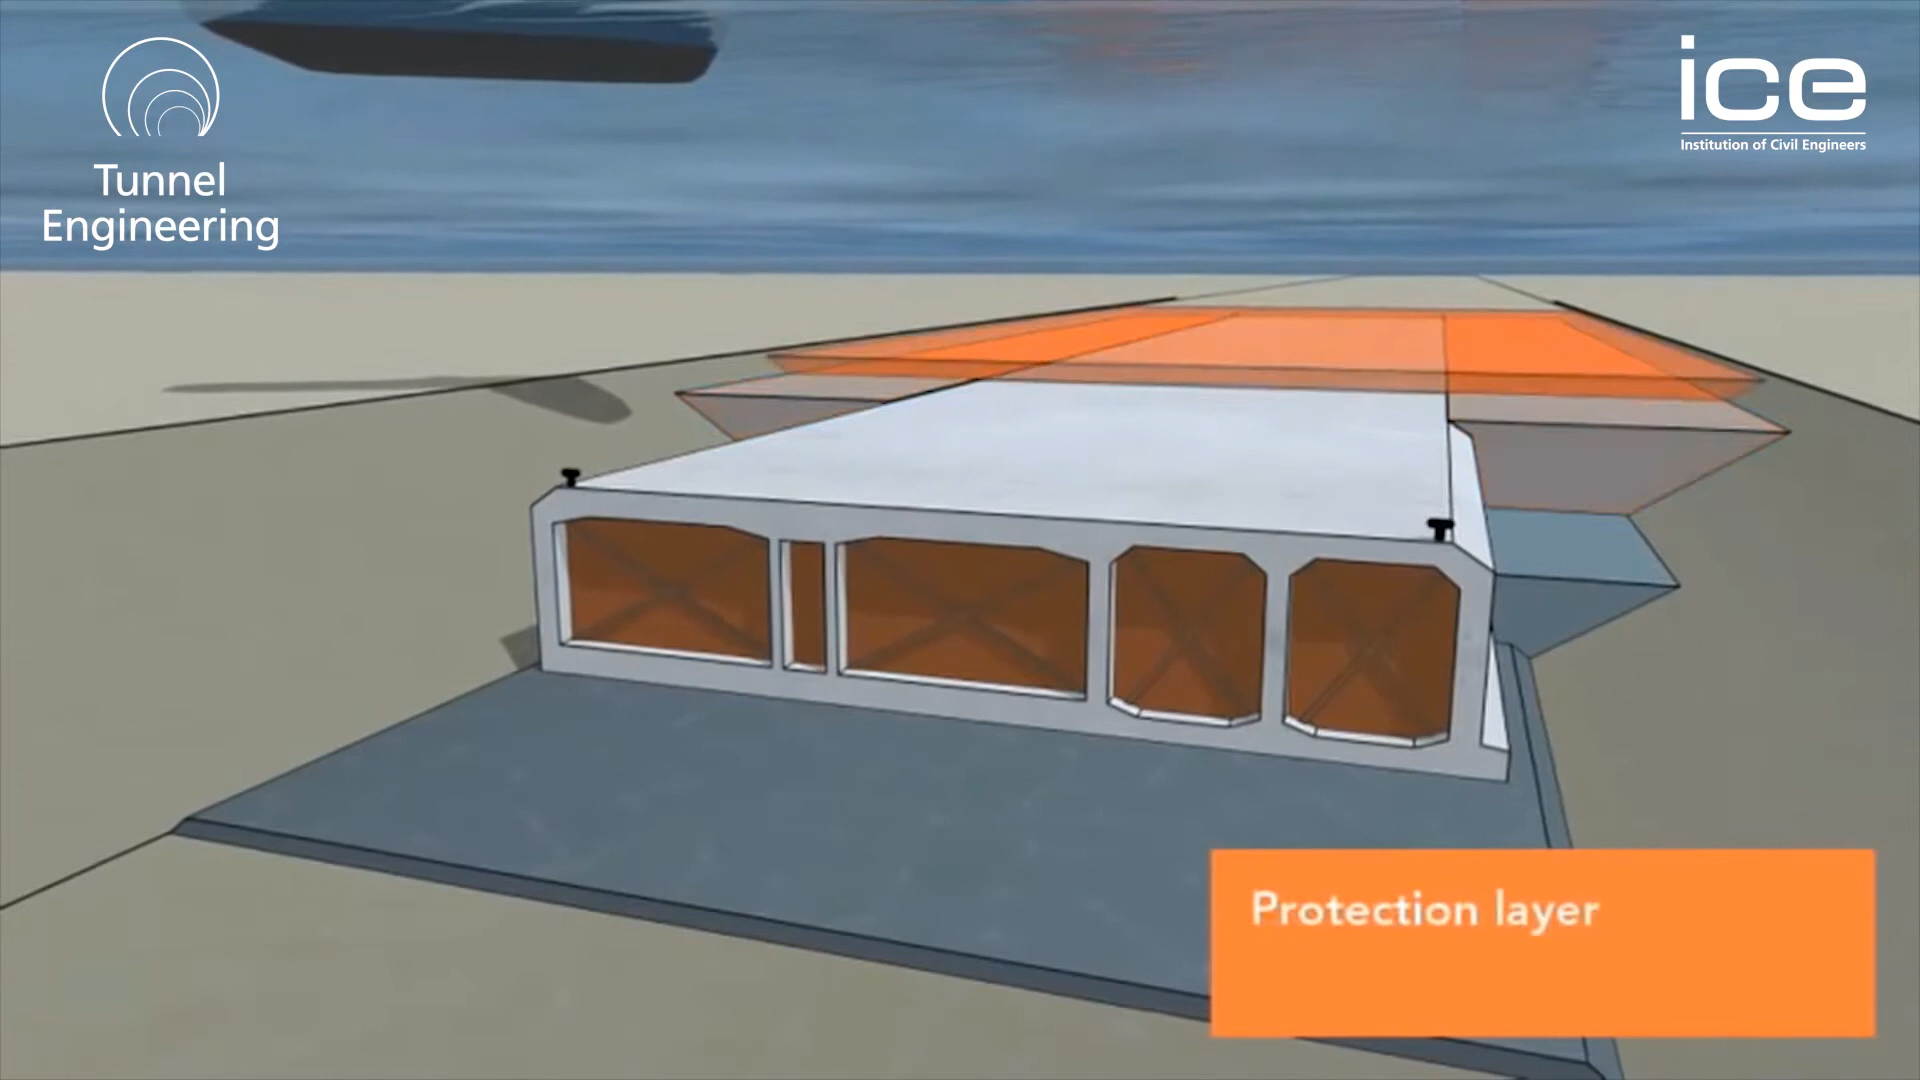 Tunnel
Engineering
ice
Institution of Civil Engineers
Protection layer